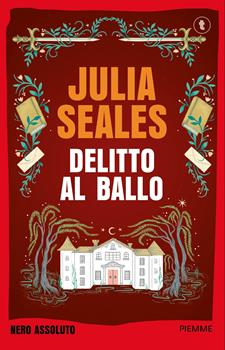 JULIA
SEALES
DELITTO
AL BALLO
NERO ASSOLUTO
PIEMME